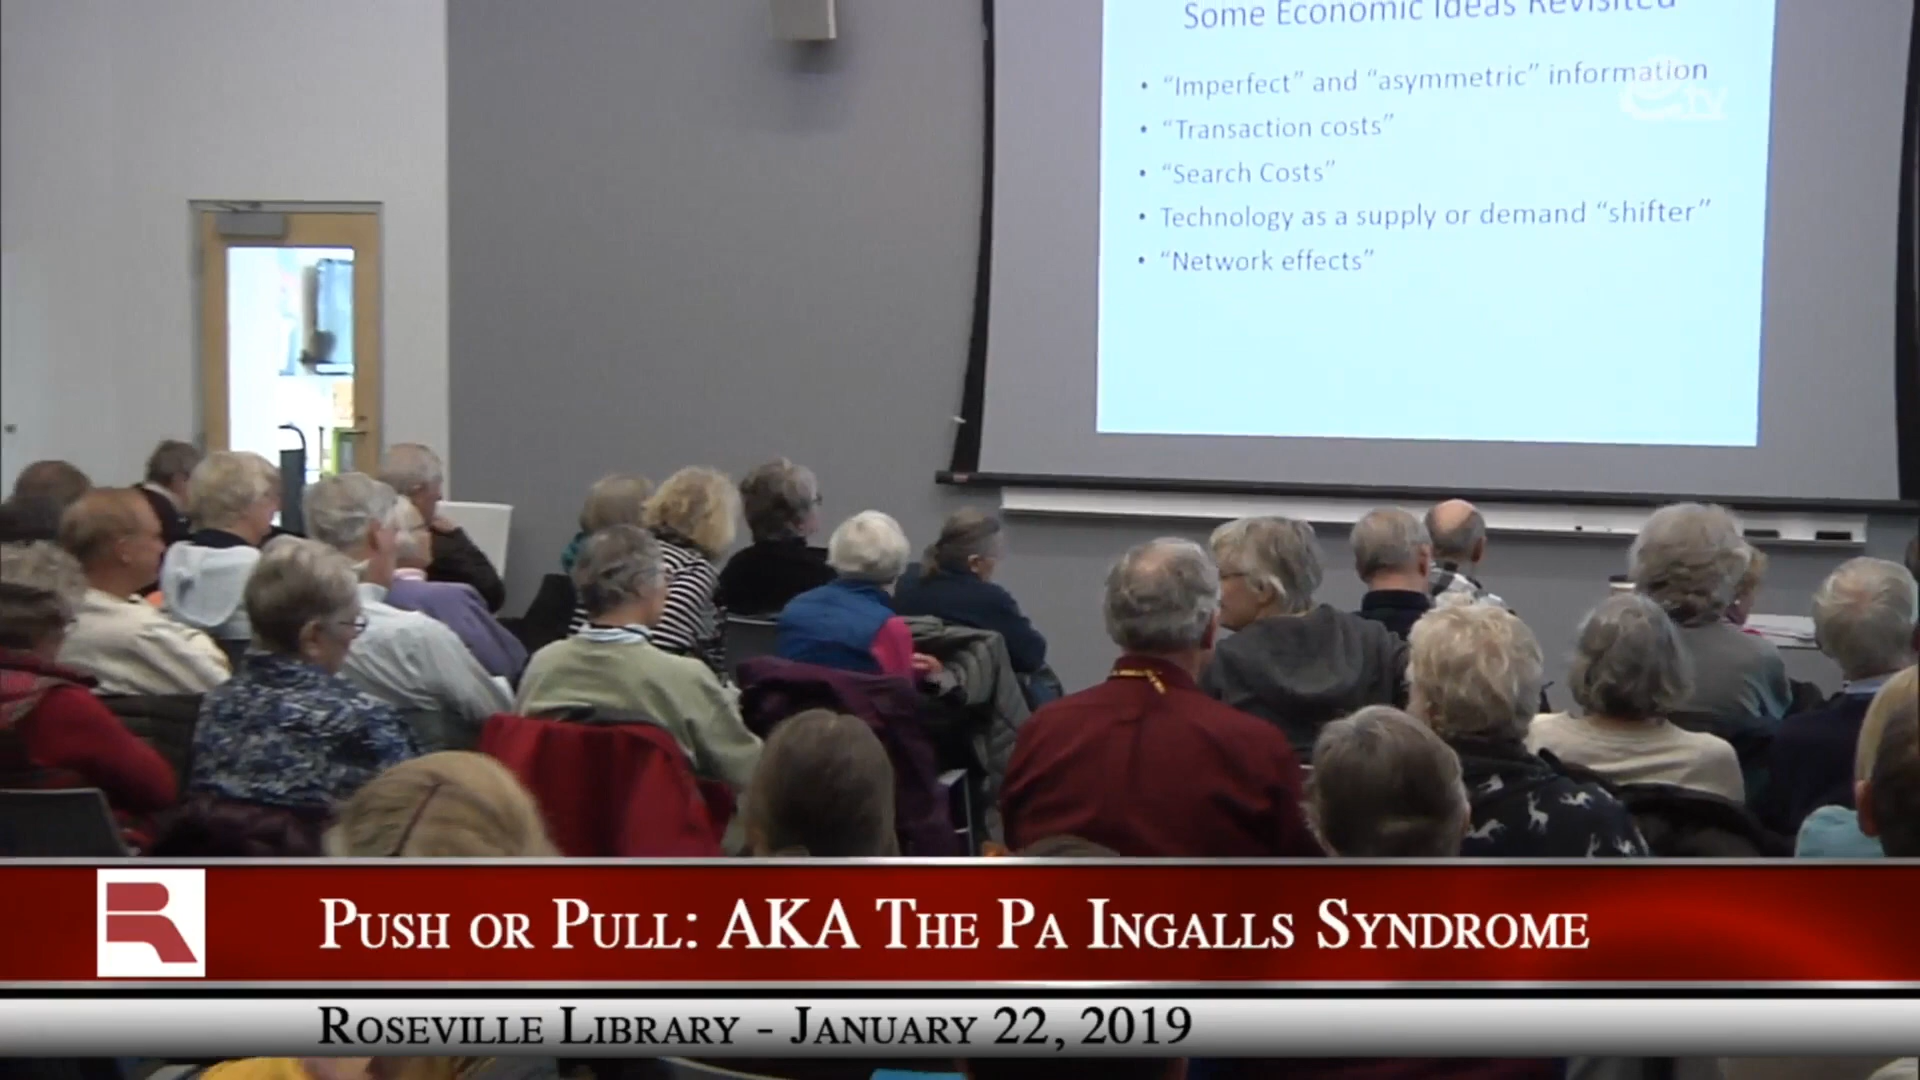 Some Economic Ideas Revisited
• “Imperfect” and “asymmetric” information
• “Transaction costs”
• “Search Costs”
• Technology as a supply or demand “shifter”
• “Network effects”
ctv
R
Push or Pull: AKA The Pa Ingalls Syndrome
Roseville Library - January 22, 2019